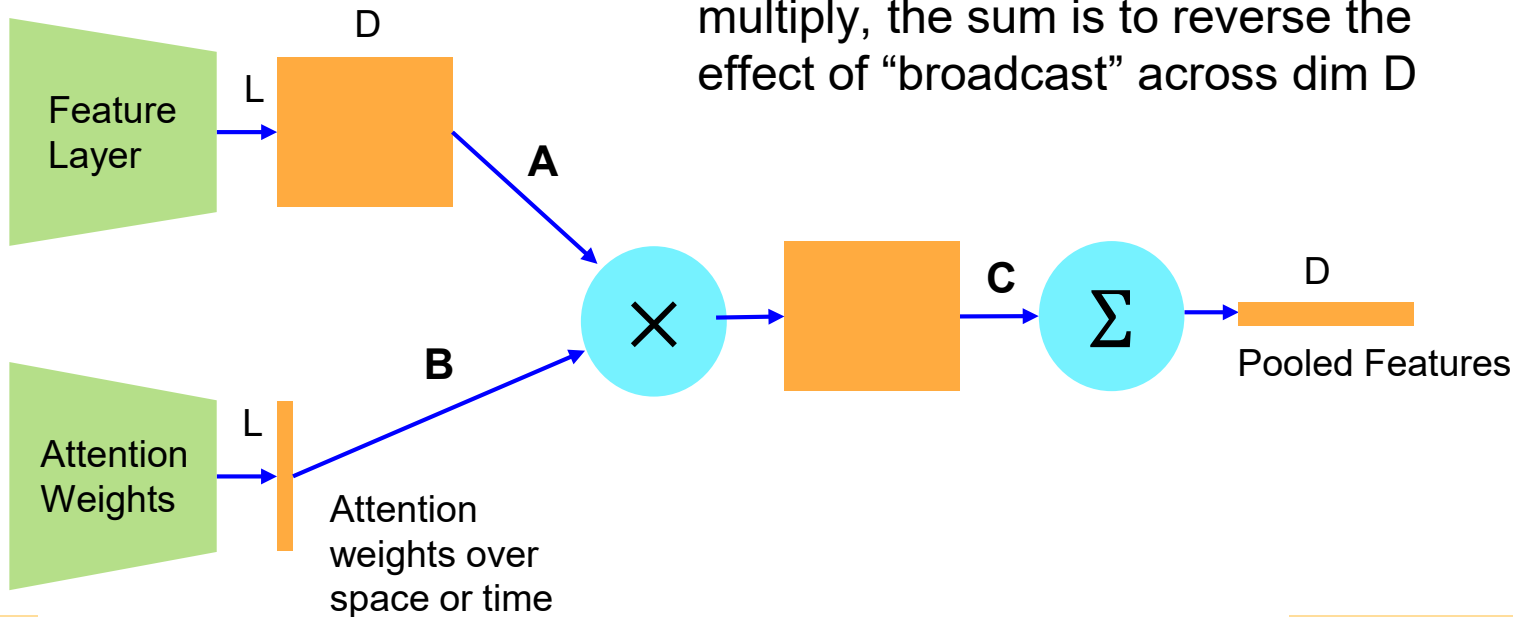 multiply, the sum is to reverse the
effect of “broadcast” across dim D
D
L
Feature
Layer
A
B
×
C
Σ
D
Pooled Features
L
Attention
Weights
Attention
weights over
space or time